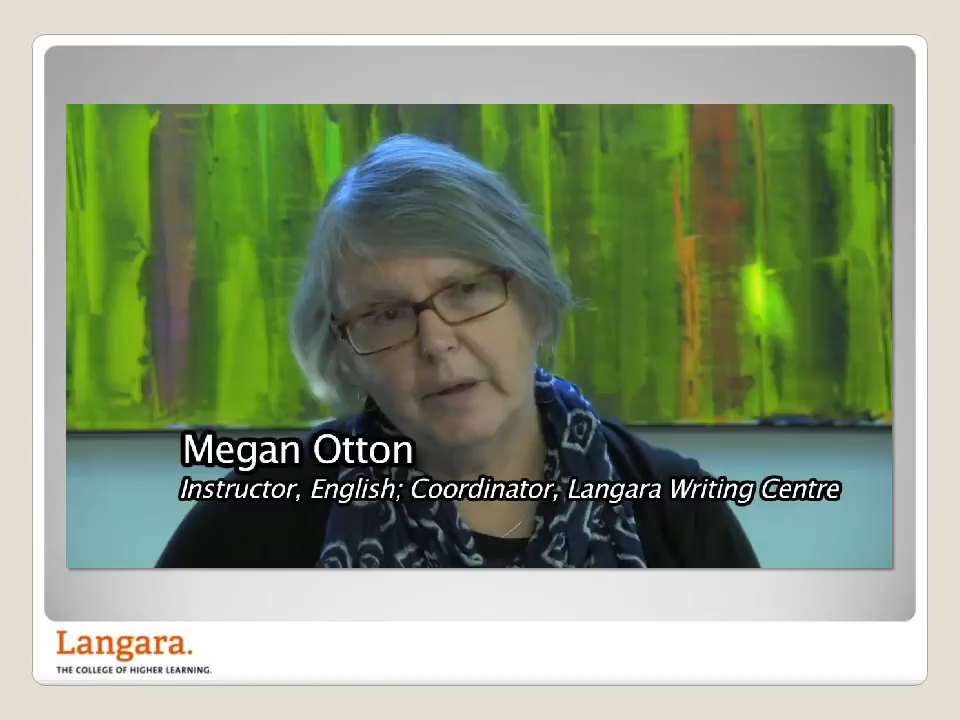 Megan Otton
Instructor, English; Coordinator, Langara Writing Centre
Langara.
THE COLLEGE OF HIGHER LEARNING.